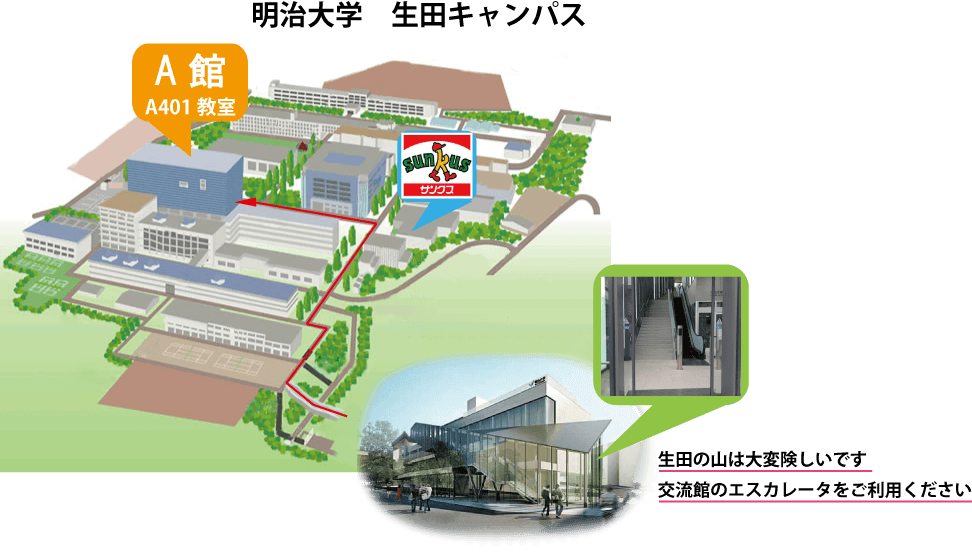 明治大学　生田キャンパス
A 館
A401 教室
sunkus
サンクス
生田の山は大変険しいです
交流館のエスカレータをご利用ください